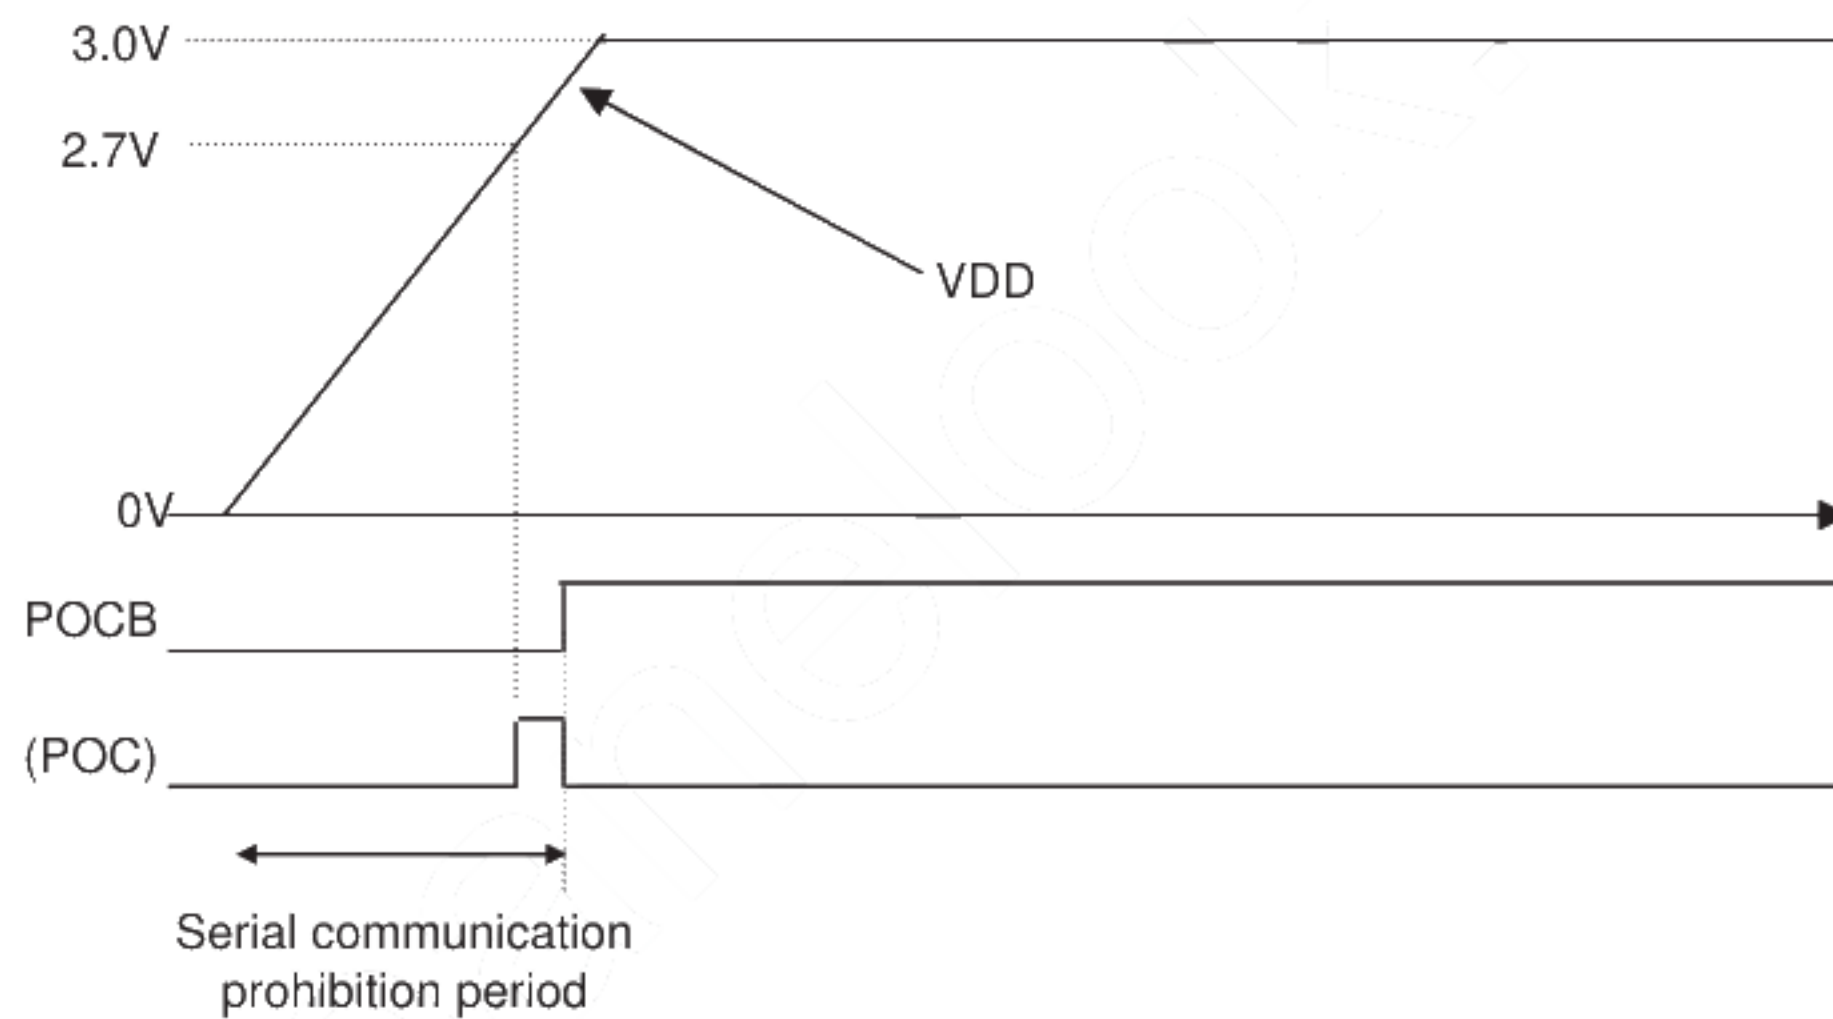 3.0V
2.7V
VDD
0V
POCB
(POC)
Serial communication
prohibition period